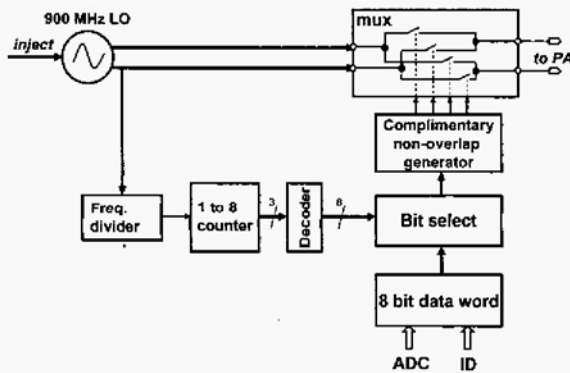 900 MHz LO
inject
mux
to PA
Complimentary
non-overlap
generator
Freq.
divider
1 to 8
counter
3
Decoder
8
Bit select
8 bit data word
ADC
ID